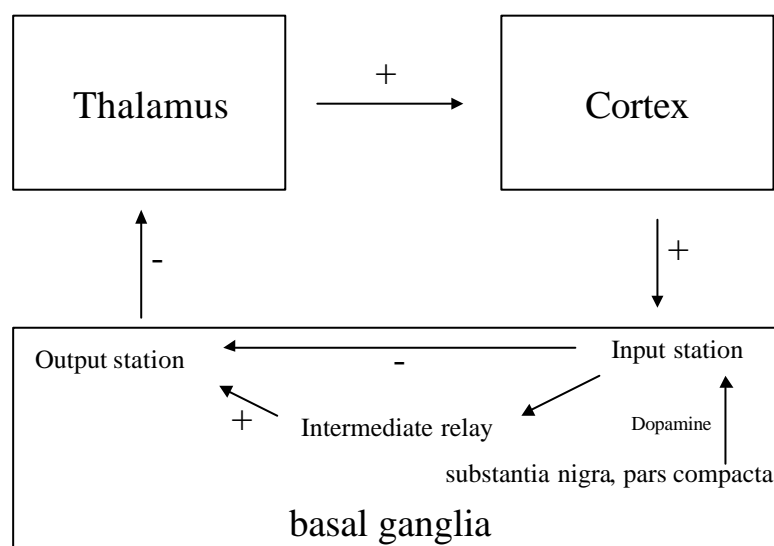 +
Thalamus
Cortex
-
+
Output station
Input station
-
+
Intermediate relay
Dopamine
substantia nigra, pars compacta
basal ganglia